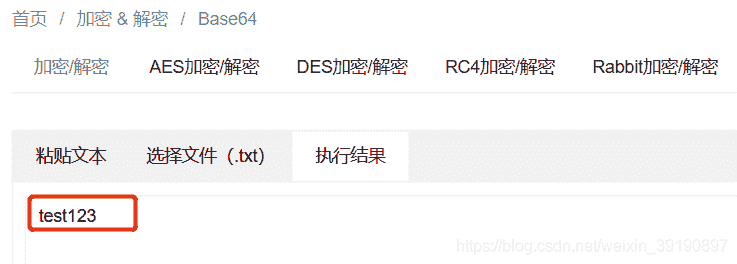 首页 / 加密 & 解密 / Base64
加密/解密 AES加密/解密 DES加密/解密 RC4加密/解密 Rabbit加密/解密
粘贴文本 选择文件（.txt） 执行结果
test123
https://blog.csdn.net/weixin_39190897